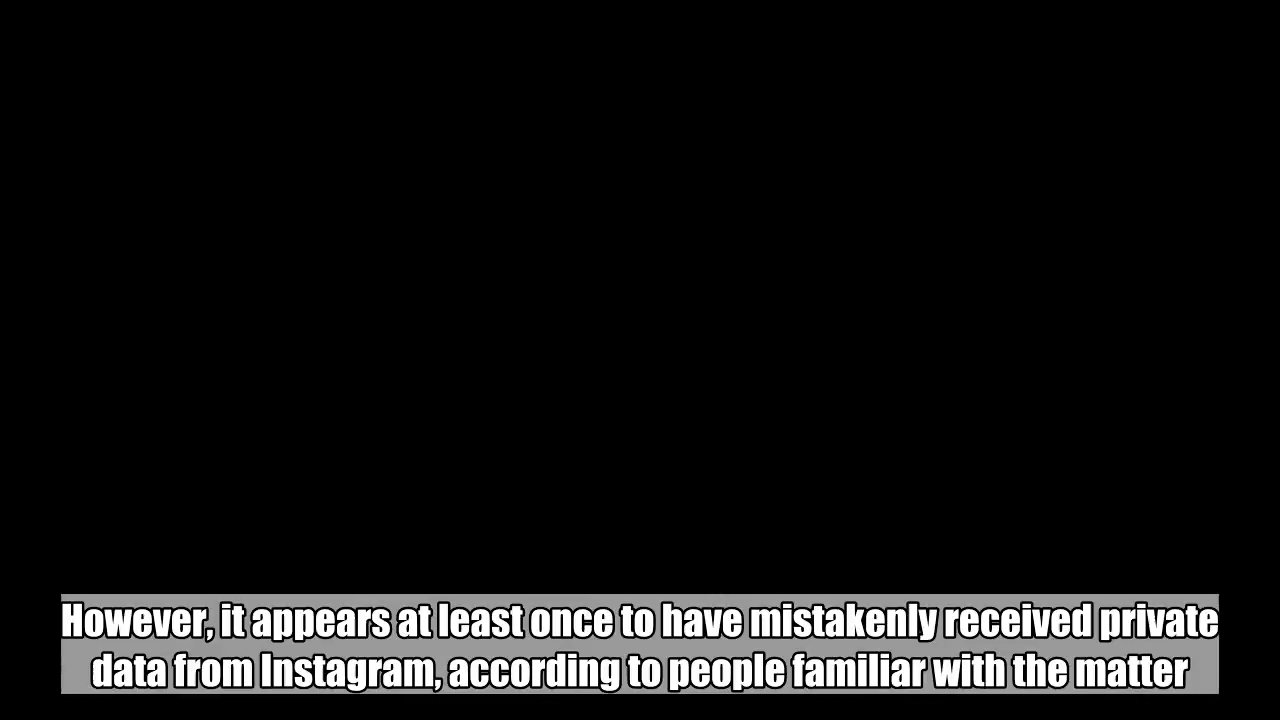 However, it appears at least once to have mistakenly received private
data from Instagram, according to people familiar with the matter